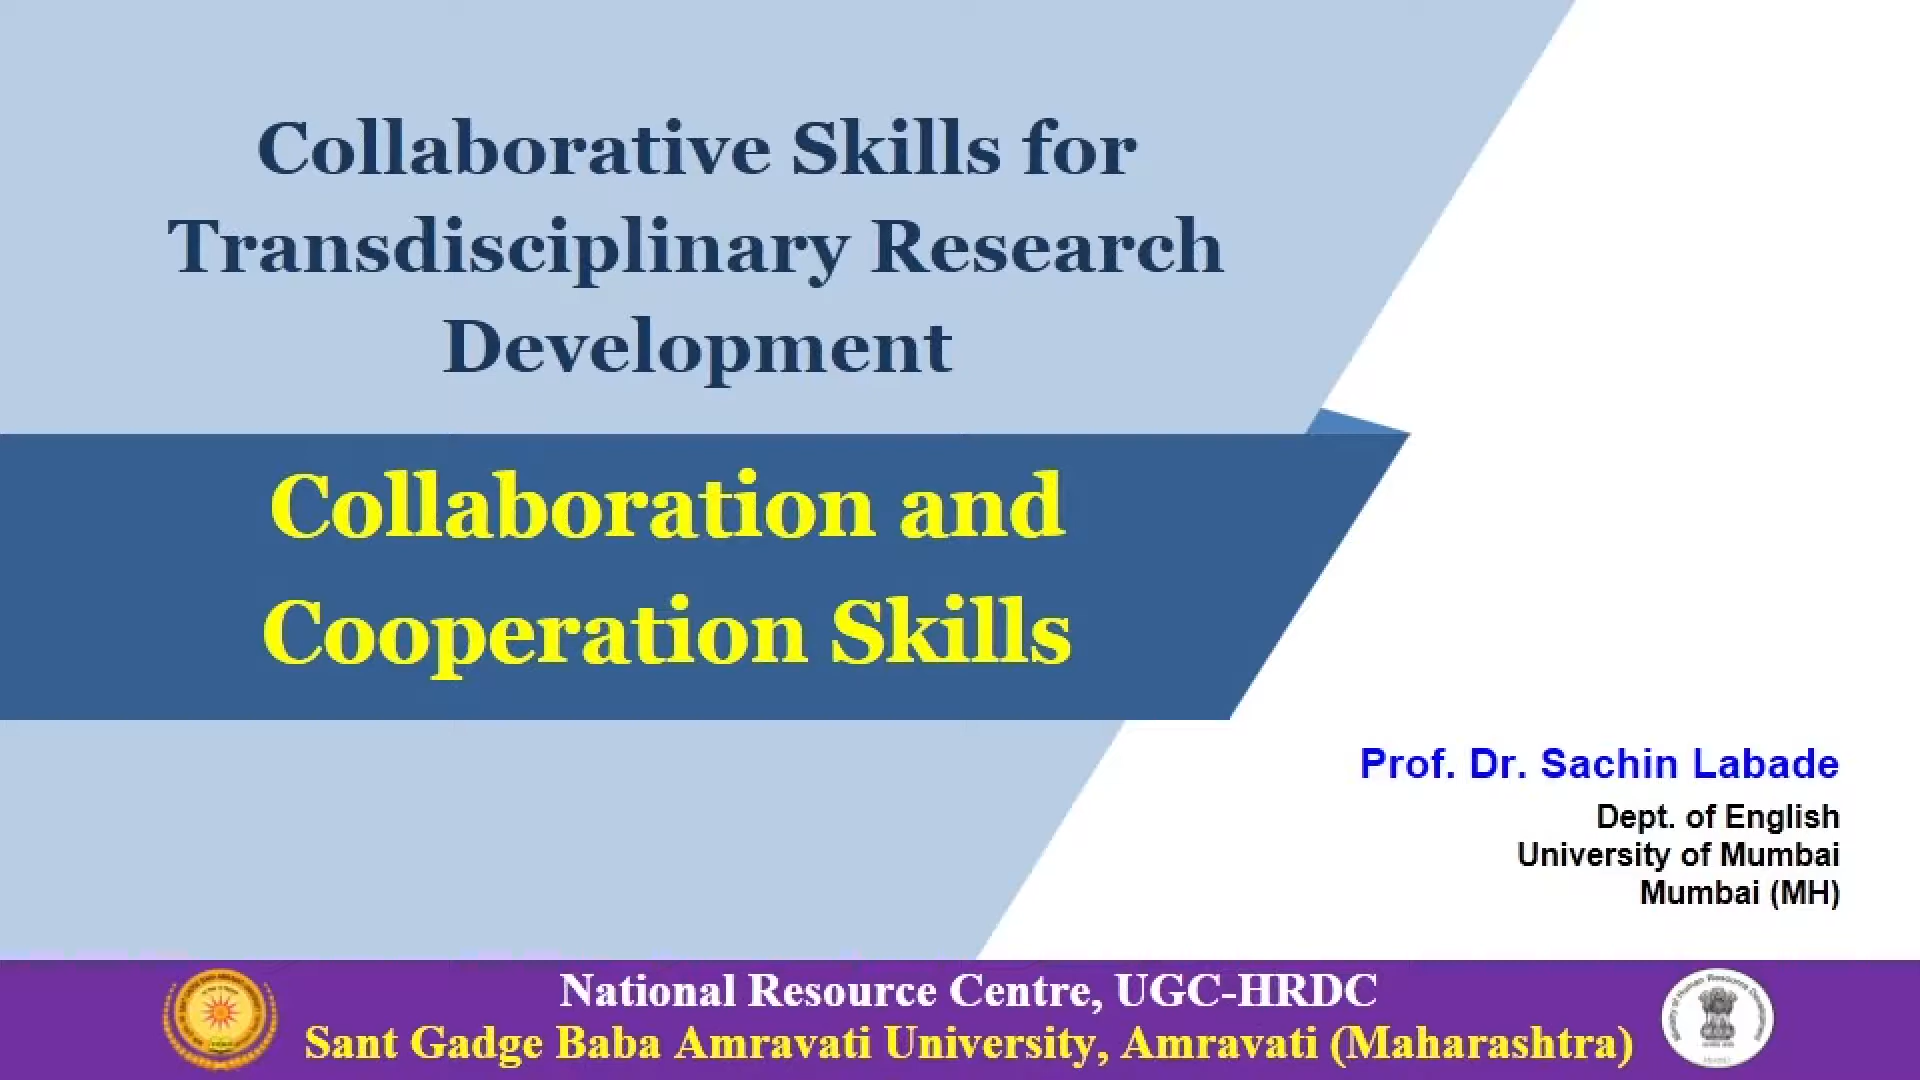 Collaborative Skills for
Transdisciplinary Research
Development
Collaboration and
Cooperation Skills
Prof. Dr. Sachin Labade
Dept. of English
University of Mumbai
Mumbai (MH)
National Resource Centre, UGC-HRDC
Sant Gadge Baba Amravati University, Amravati (Maharashtra)